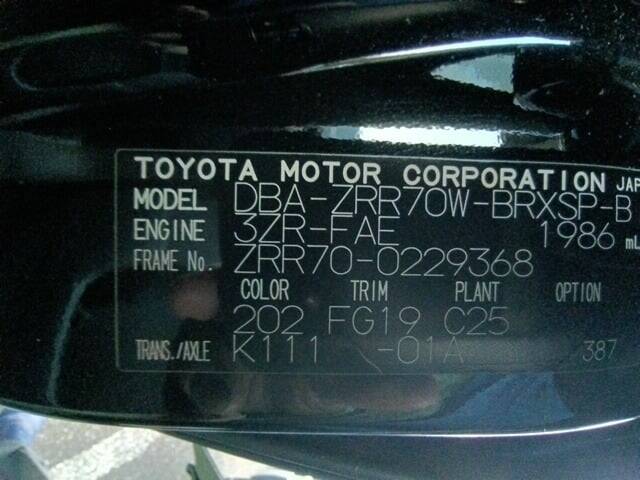 TOYOTA MOTOR CORPORATION JAP
MODEL DBA-ZRR70W-BRXSP-B
ENGINE 3ZR-FAE 1986 mL
FRAME No. ZRR70-0229368
COLOR TRIM PLANT OPTION
202 FG19 C25
TRANS./AXLE K111 -01A 387